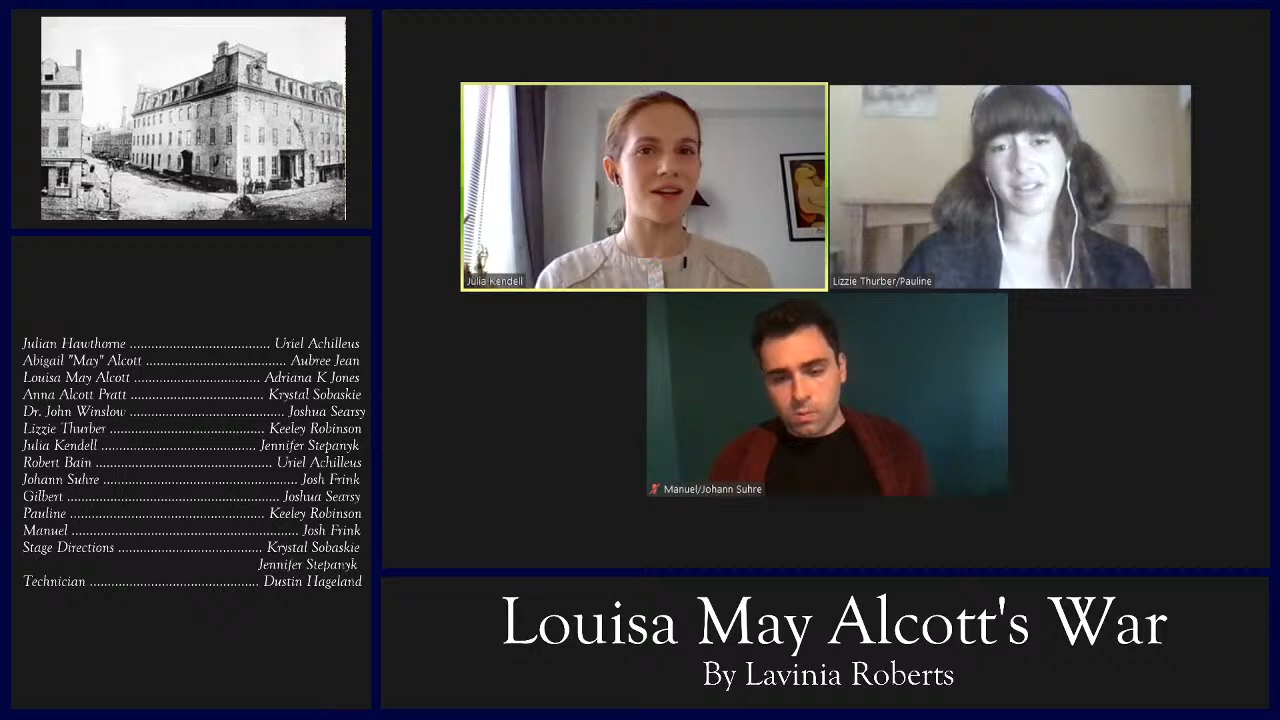 Julia Kendell
Lizzie Thurber/Pauline
Manuel/Johann Suhre
Julian Hawthorne ........................................ Uriel Achilleus
Abigail "May" Alcott ........................................ Aubree Jean
Louisa May Alcott .................................... Adriana K Jones
Anna Alcott Pratt .................................... Krystal Sobaskie
Dr. John Winslow ............................................ Joshua Searsy
Lizzie Thurber ............................................ Keeley Robinson
Julia Kendell ............................................ Jennifer Stepanyk
Robert Bain .................................................. Uriel Achilleus
Johann Suhre .................................................... Josh Frink
Gilbert ............................................................ Joshua Searsy
Pauline ...................................................... Keeley Robinson
Manuel ................................................................ Josh Frink
Stage Directions ........................................ Krystal Sobaskie
Jennifer Stepanyk
Technician ................................................ Dustin Hageland
Louisa May Alcott's War
By Lavinia Roberts